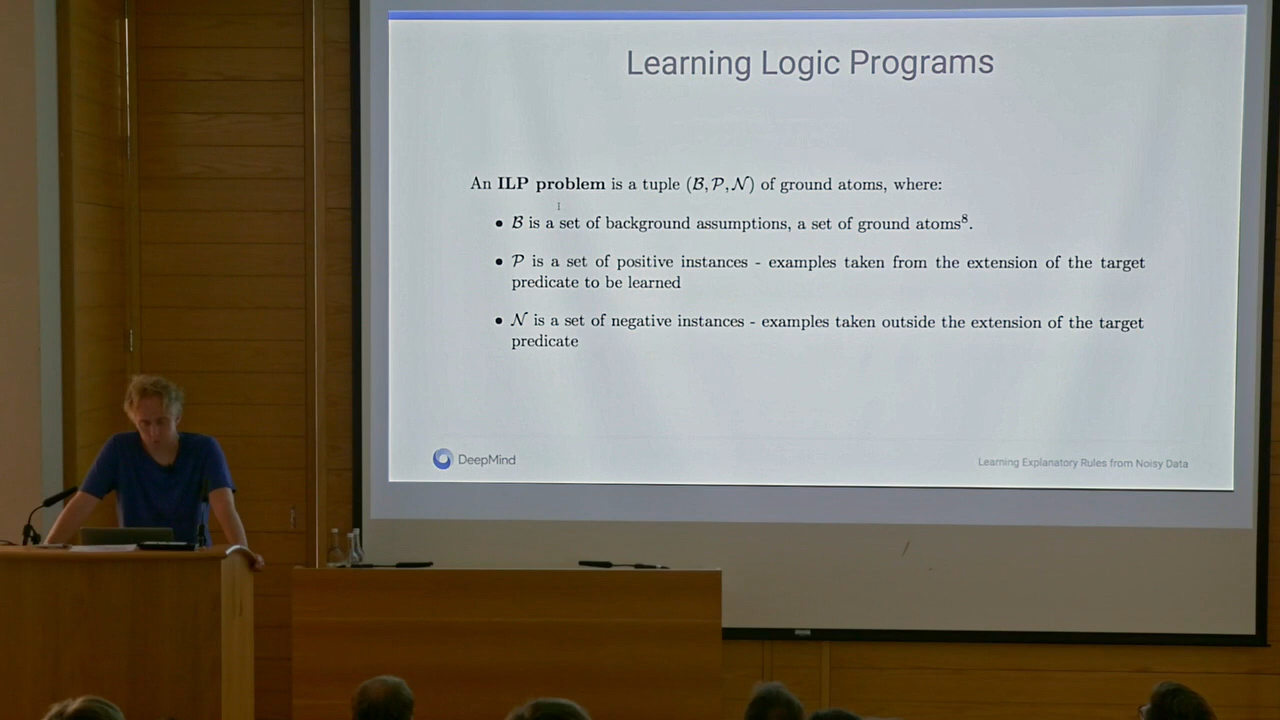 Learning Logic Programs
An ILP problem is a tuple (ℬ, 𝒫, 𝒩) of ground atoms, where:
• ℬ is a set of background assumptions, a set of ground atoms⁸.
• 𝒫 is a set of positive instances - examples taken from the extension of the target
predicate to be learned
• 𝒩 is a set of negative instances - examples taken outside the extension of the target
predicate
DeepMind
Learning Explanatory Rules from Noisy Data